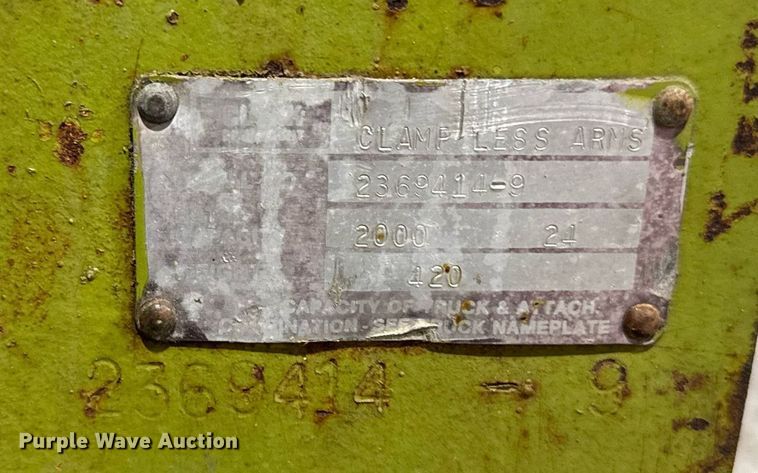 CLAMP LESS ARMS
2369414-9
2000 24
&
420
CAPACITY OF TRUCK & ATTACH.
COMBINATION - SEE TRUCK NAMEPLATE
2369414 - 9
Purple Wave Auction